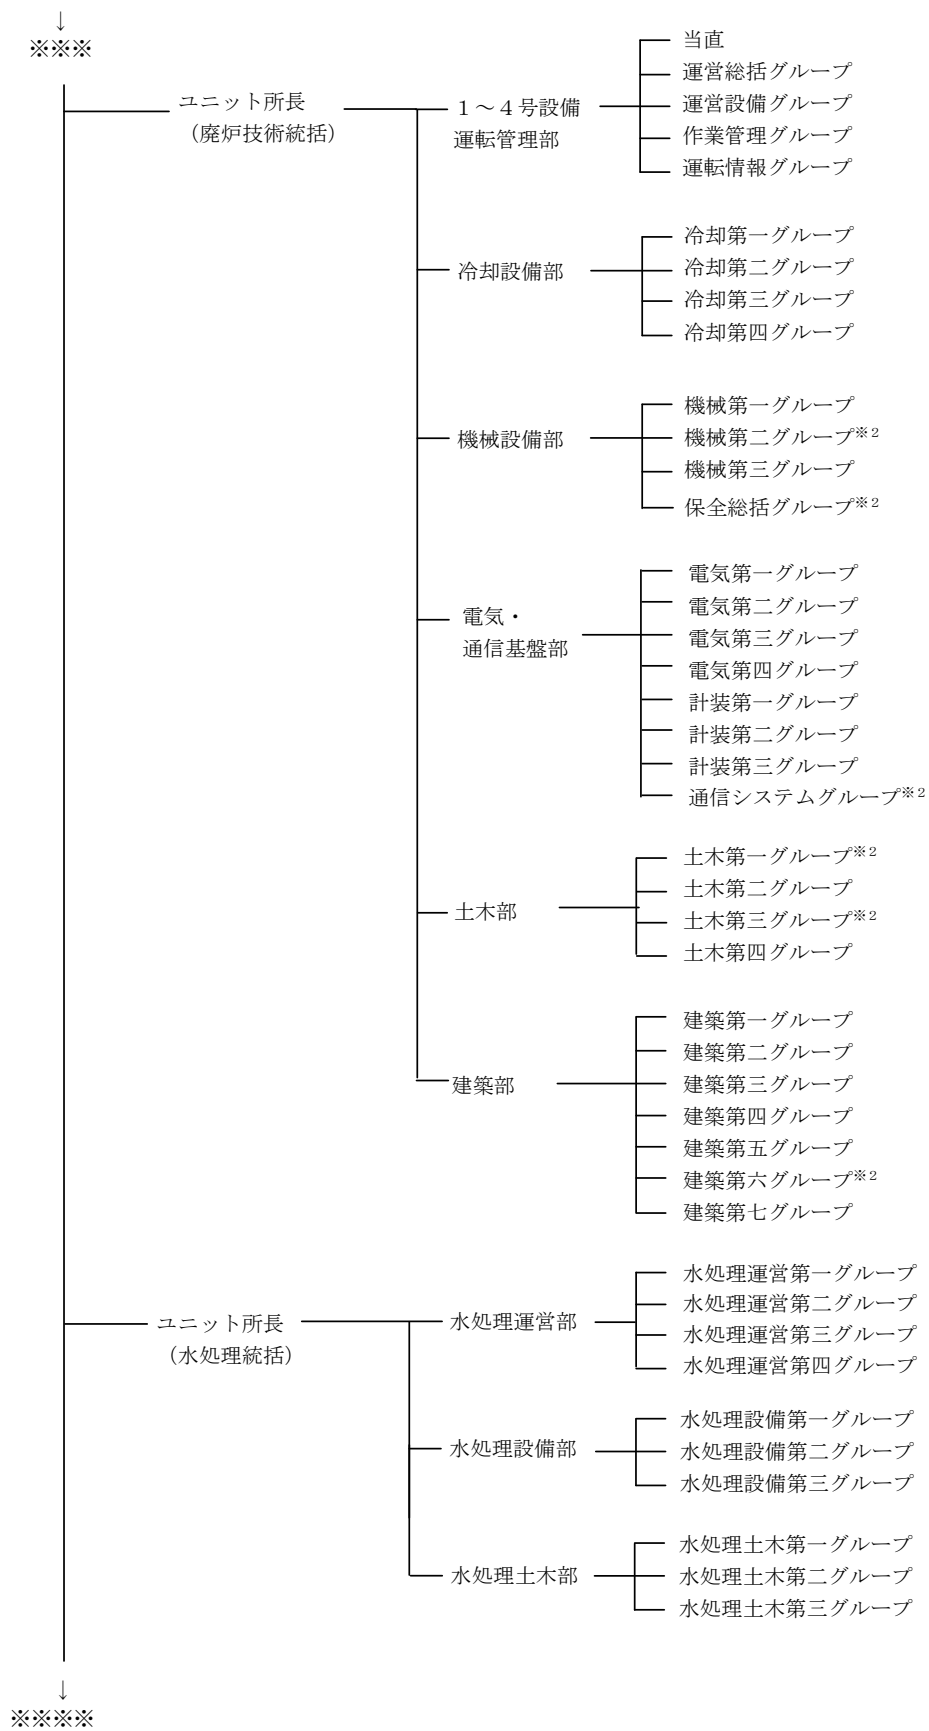 ↓
※※※
ユニット所長
（廃炉技術統括）
１～４号設備
運転管理部
当直
運営総括グループ
運営設備グループ
作業管理グループ
運転情報グループ
冷却設備部
冷却第一グループ
冷却第二グループ
冷却第三グループ
冷却第四グループ
機械設備部
機械第一グループ
機械第二グループ※2
機械第三グループ
保全総括グループ※2
電気・
通信基盤部
電気第一グループ
電気第二グループ
電気第三グループ
電気第四グループ
計装第一グループ
計装第二グループ
計装第三グループ
通信システムグループ※2
土木部
土木第一グループ※2
土木第二グループ
土木第三グループ※2
土木第四グループ
建築部
建築第一グループ
建築第二グループ
建築第三グループ
建築第四グループ
建築第五グループ
建築第六グループ※2
建築第七グループ
ユニット所長
（水処理統括）
水処理運営部
水処理運営第一グループ
水処理運営第二グループ
水処理運営第三グループ
水処理運営第四グループ
水処理設備部
水処理設備第一グループ
水処理設備第二グループ
水処理設備第三グループ
水処理土木部
水処理土木第一グループ
水処理土木第二グループ
水処理土木第三グループ
↓
※※※※